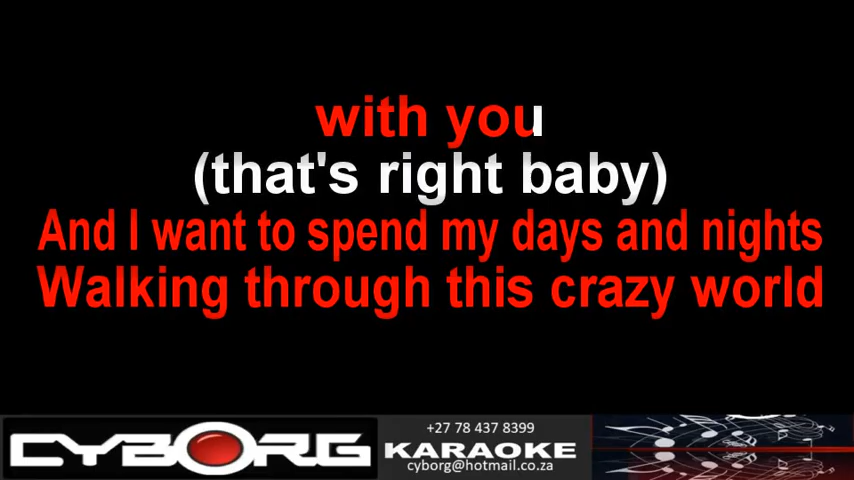 with you
(that's right baby)
And I want to spend my days and nights
Walking through this crazy world
CYBORG
+27 78 437 8399
KARAOKE
cyborg@hotmail.co.za